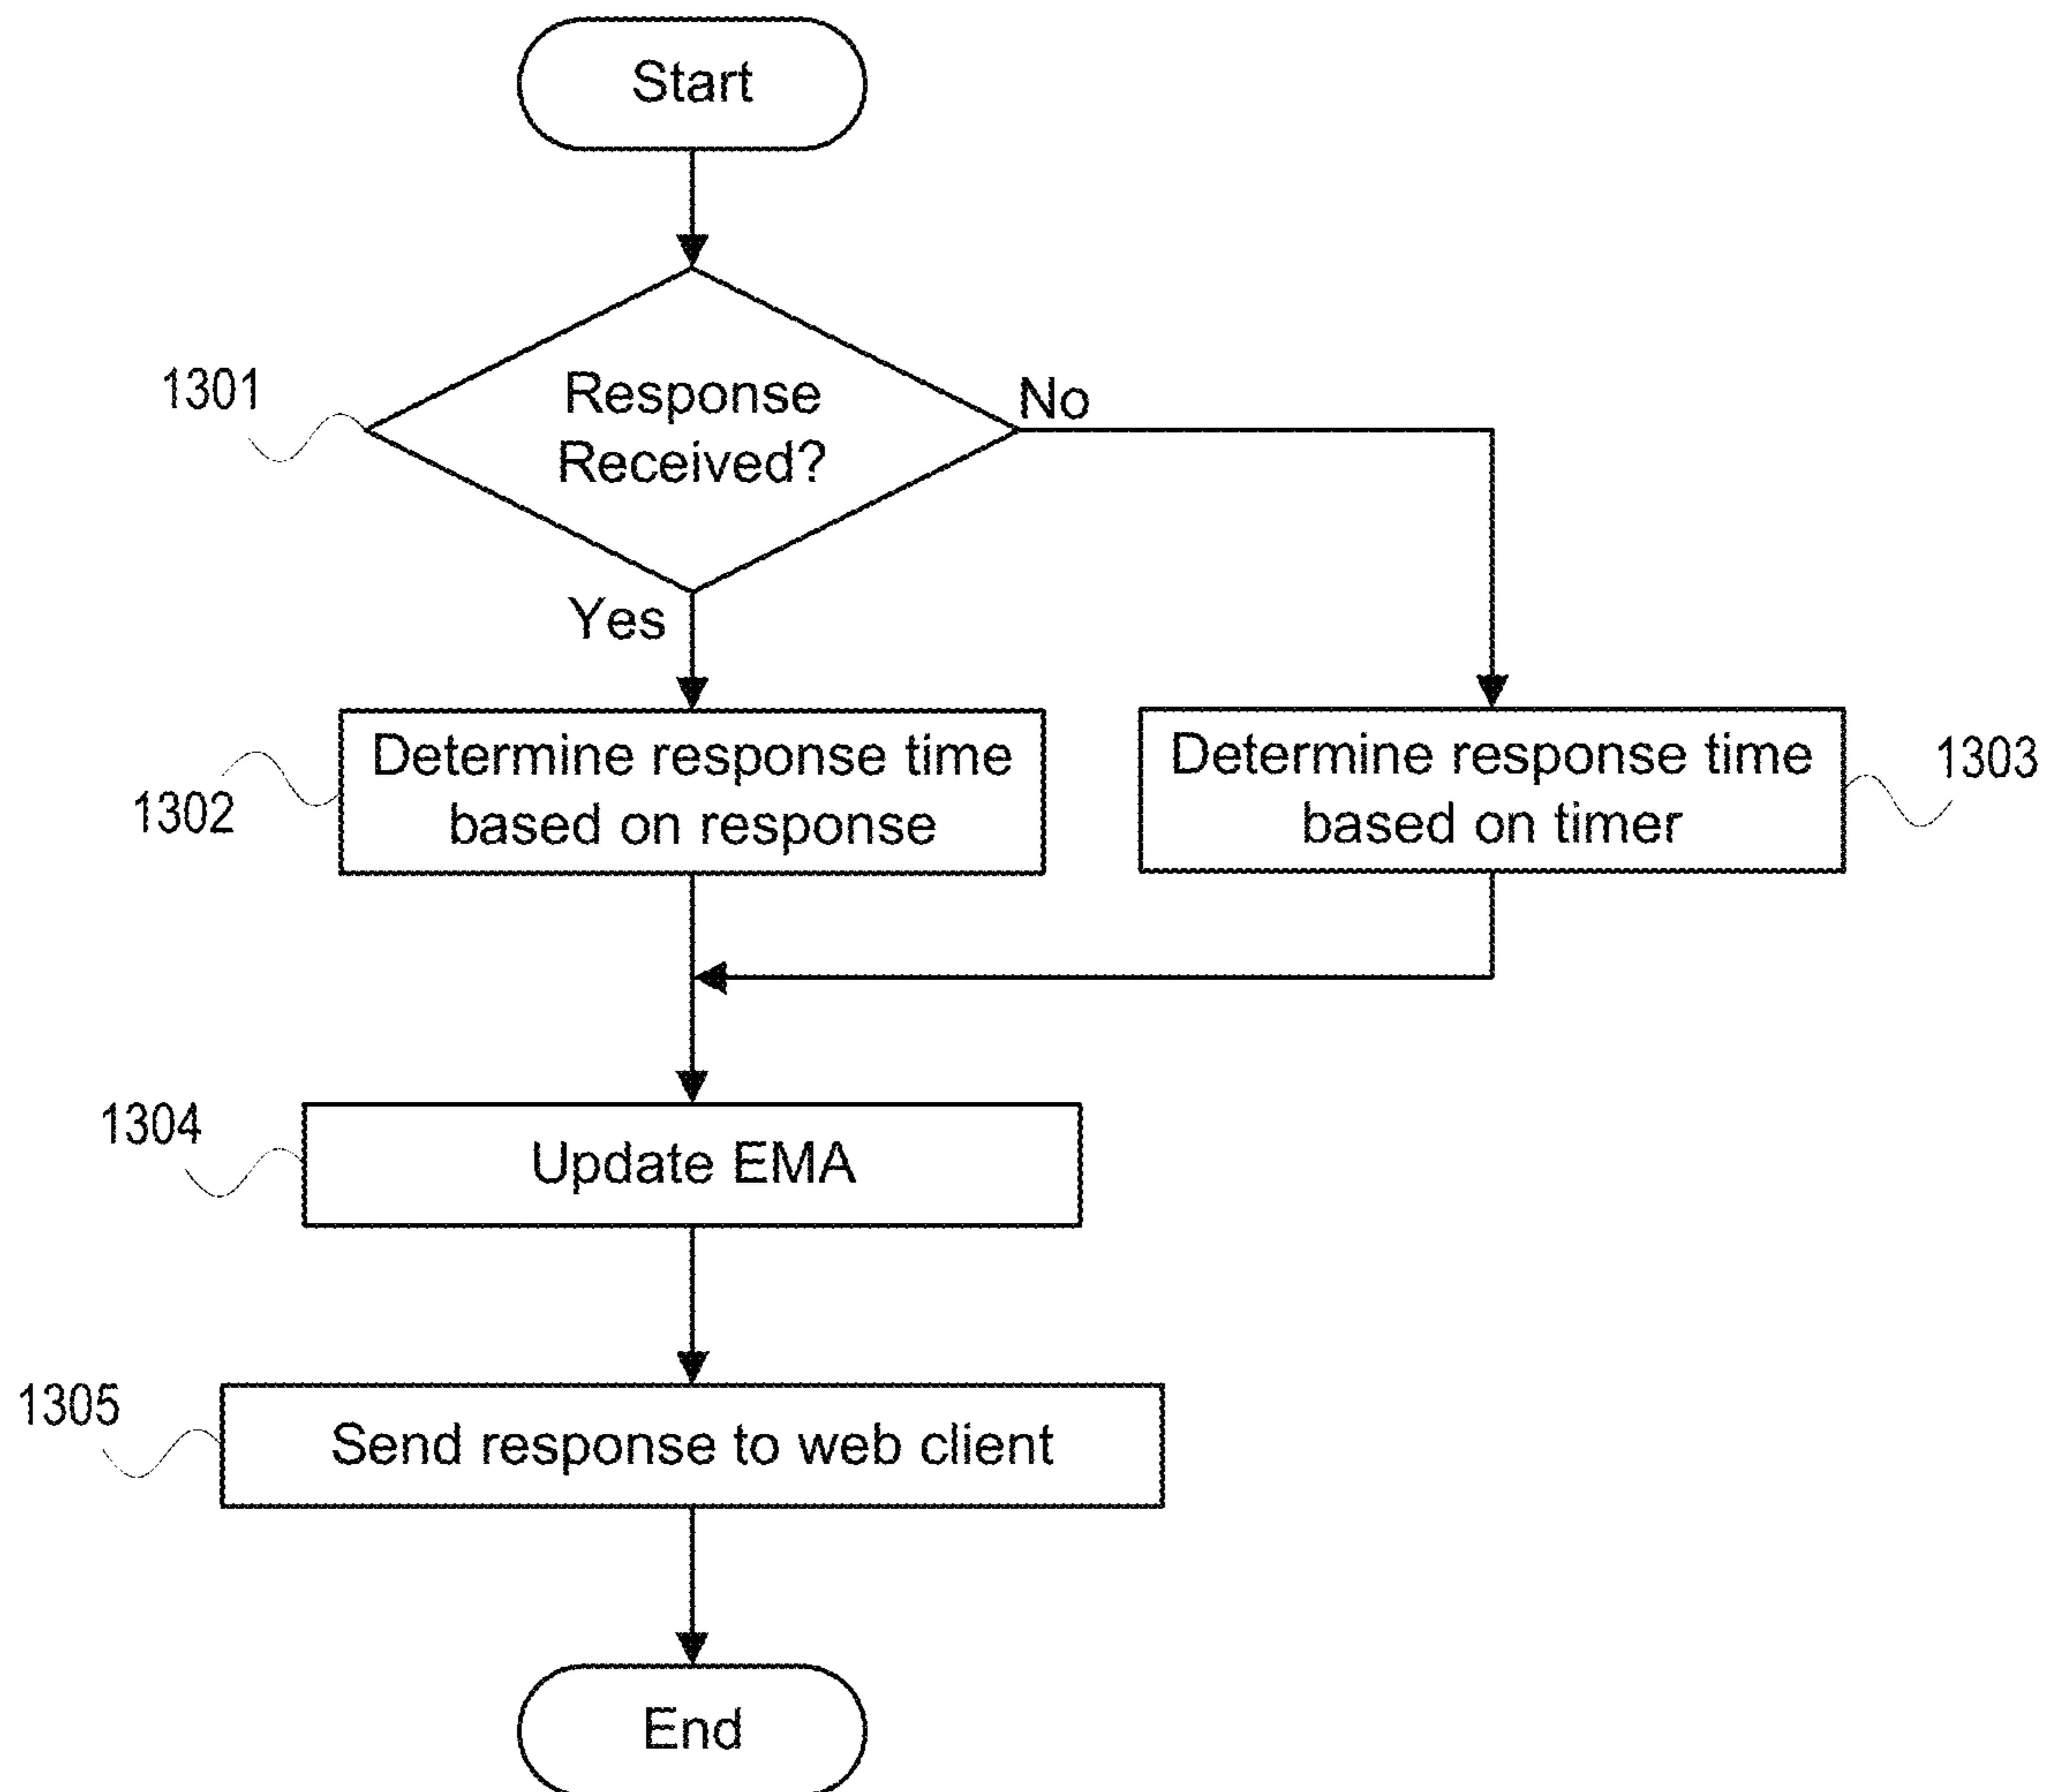 Start
1301
Response
Received?
No
Yes
Determine response time
based on response
1302
Determine response time
based on timer
1303
1304
Update EMA
1305
Send response to web client
End